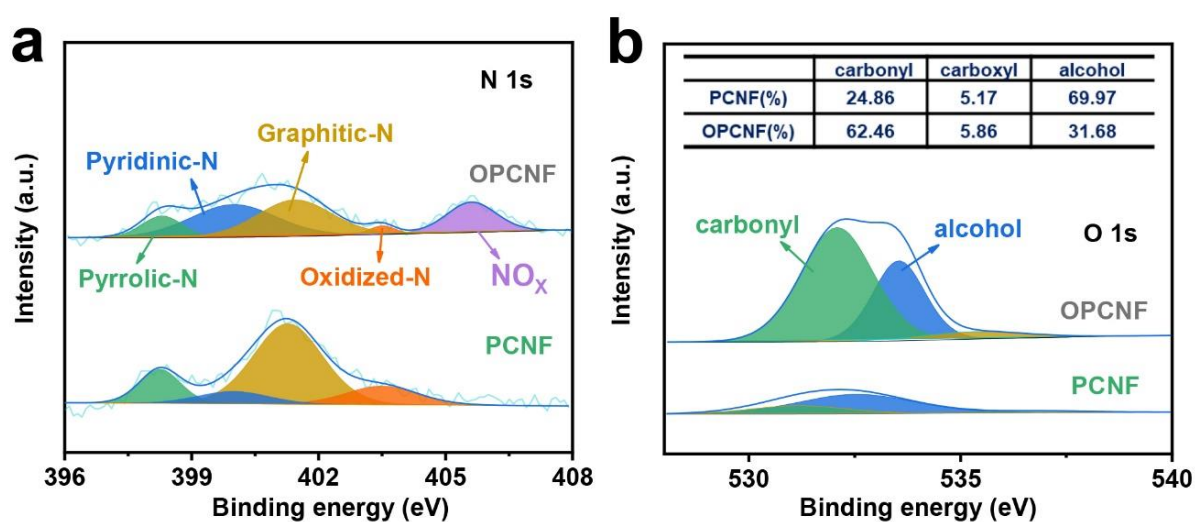 a
N 1s
Graphitic-N
Pyridinic-N
OPCNF
Pyrrolic-N
Oxidized-N
NOX
PCNF
Intensity (a.u.)
396 399 402 405 408
Binding energy (eV)
b
carbonyl carboxyl alcohol
PCNF(%) 24.86 5.17 69.97
OPCNF(%) 62.46 5.86 31.68
carbonyl
alcohol
O 1s
OPCNF
PCNF
Intensity (a.u.)
530 535 540
Binding energy (eV)